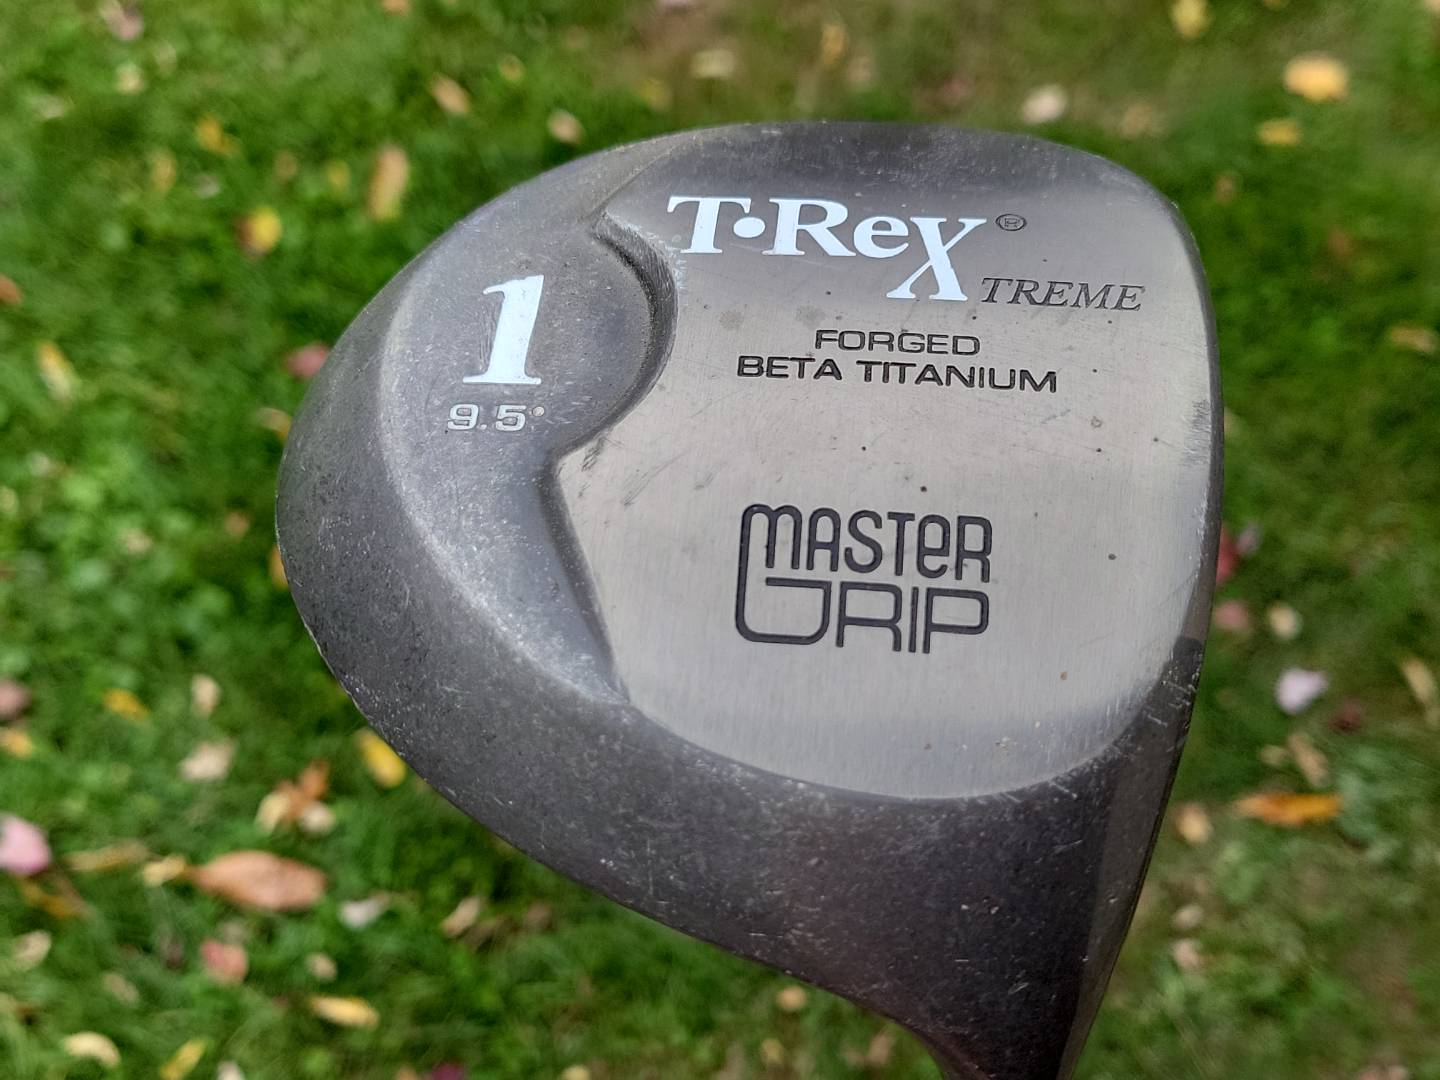 T·Rex®
TREME
1
9.5°
FORGED
BETA TITANIUM
MASTER
GRIP